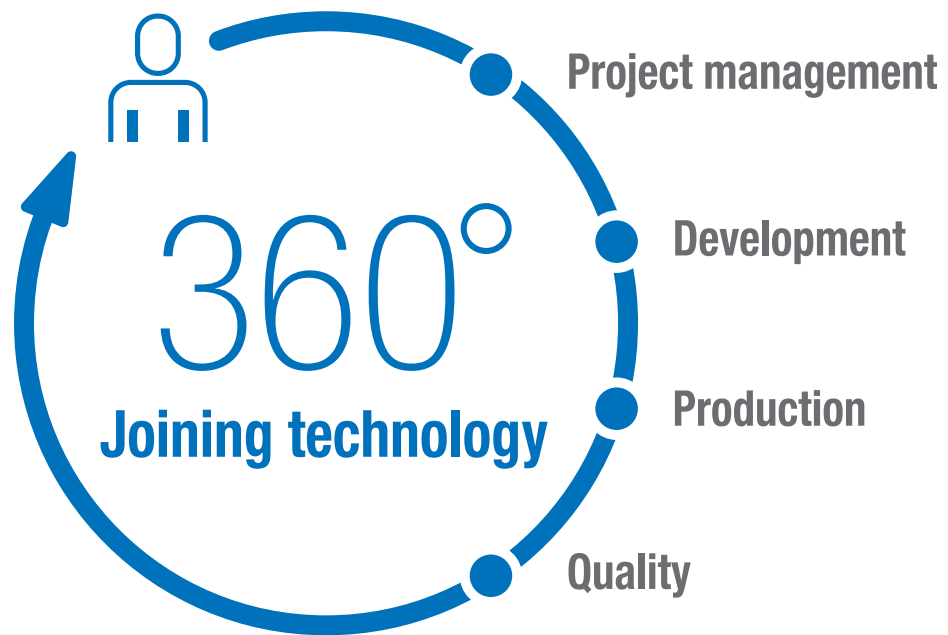 Project management
Development
360°
Joining technology
Production
Quality